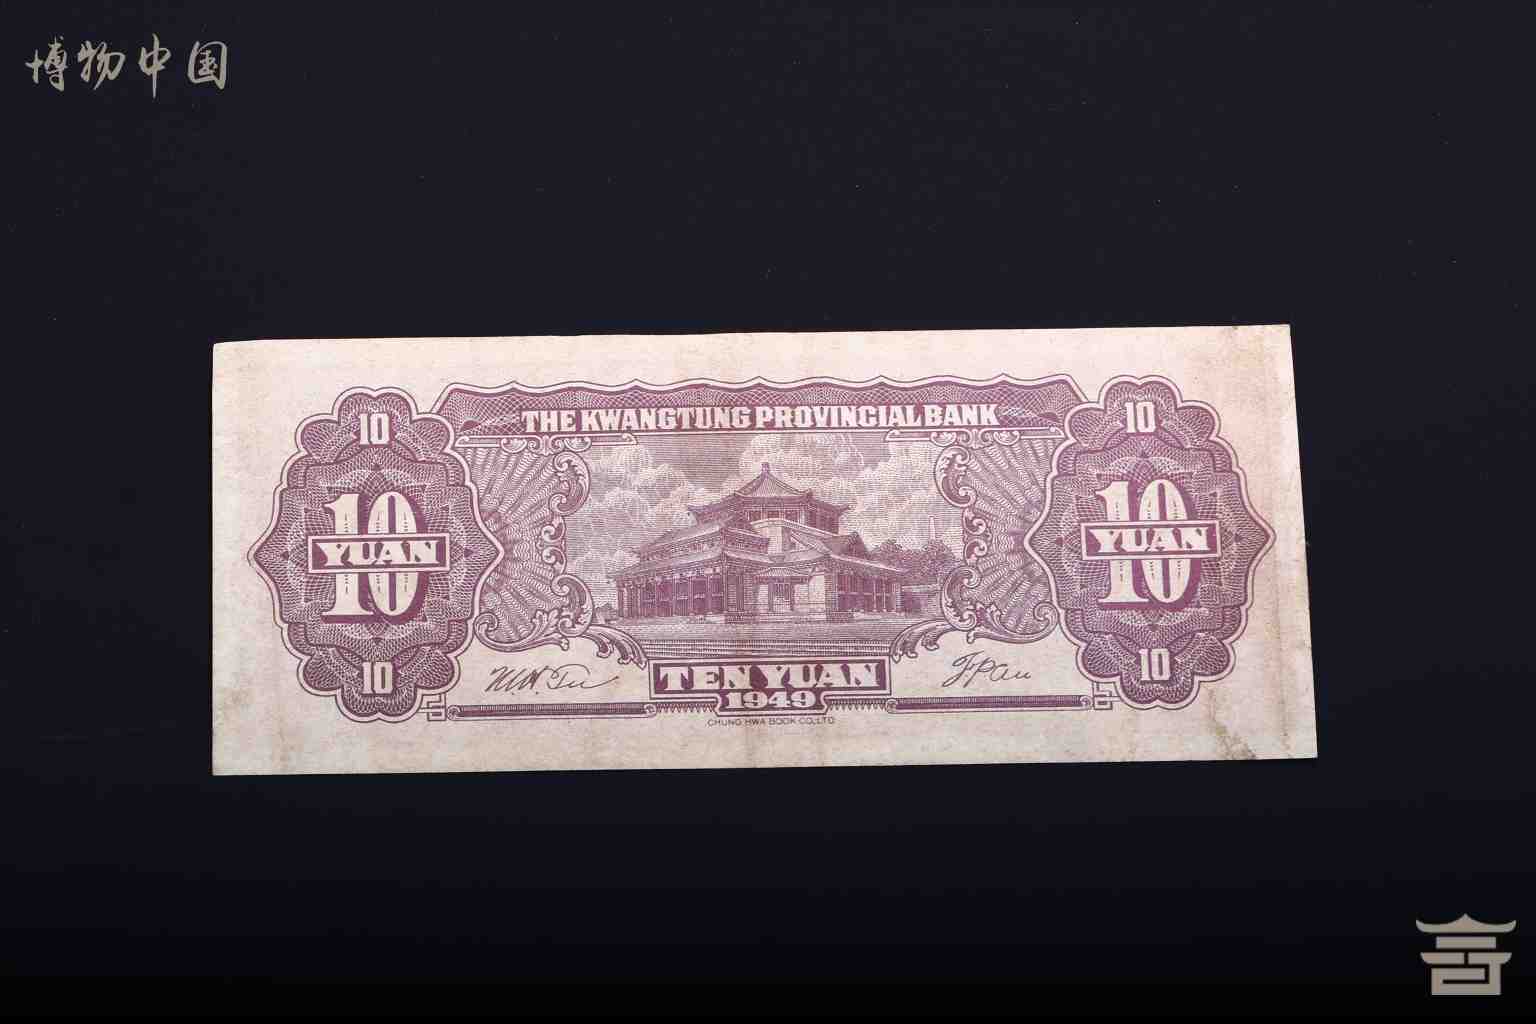 博物中国
10
10
THE KWANGTUNG PROVINCIAL BANK
10
YUAN
10
YUAN
10
10
TEN YUAN
1949
CHUNG HWA BOOK CO.,LTD